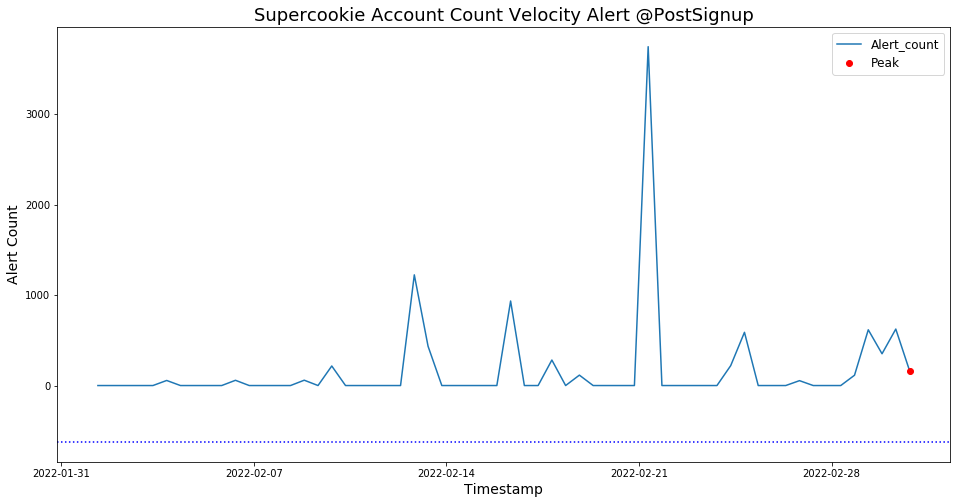 Supercookie Account Count Velocity Alert @PostSignup
Alert_count
Peak
3000
2000
1000
0
Alert Count
2022-01-31
2022-02-07
2022-02-14
2022-02-21
2022-02-28
Timestamp